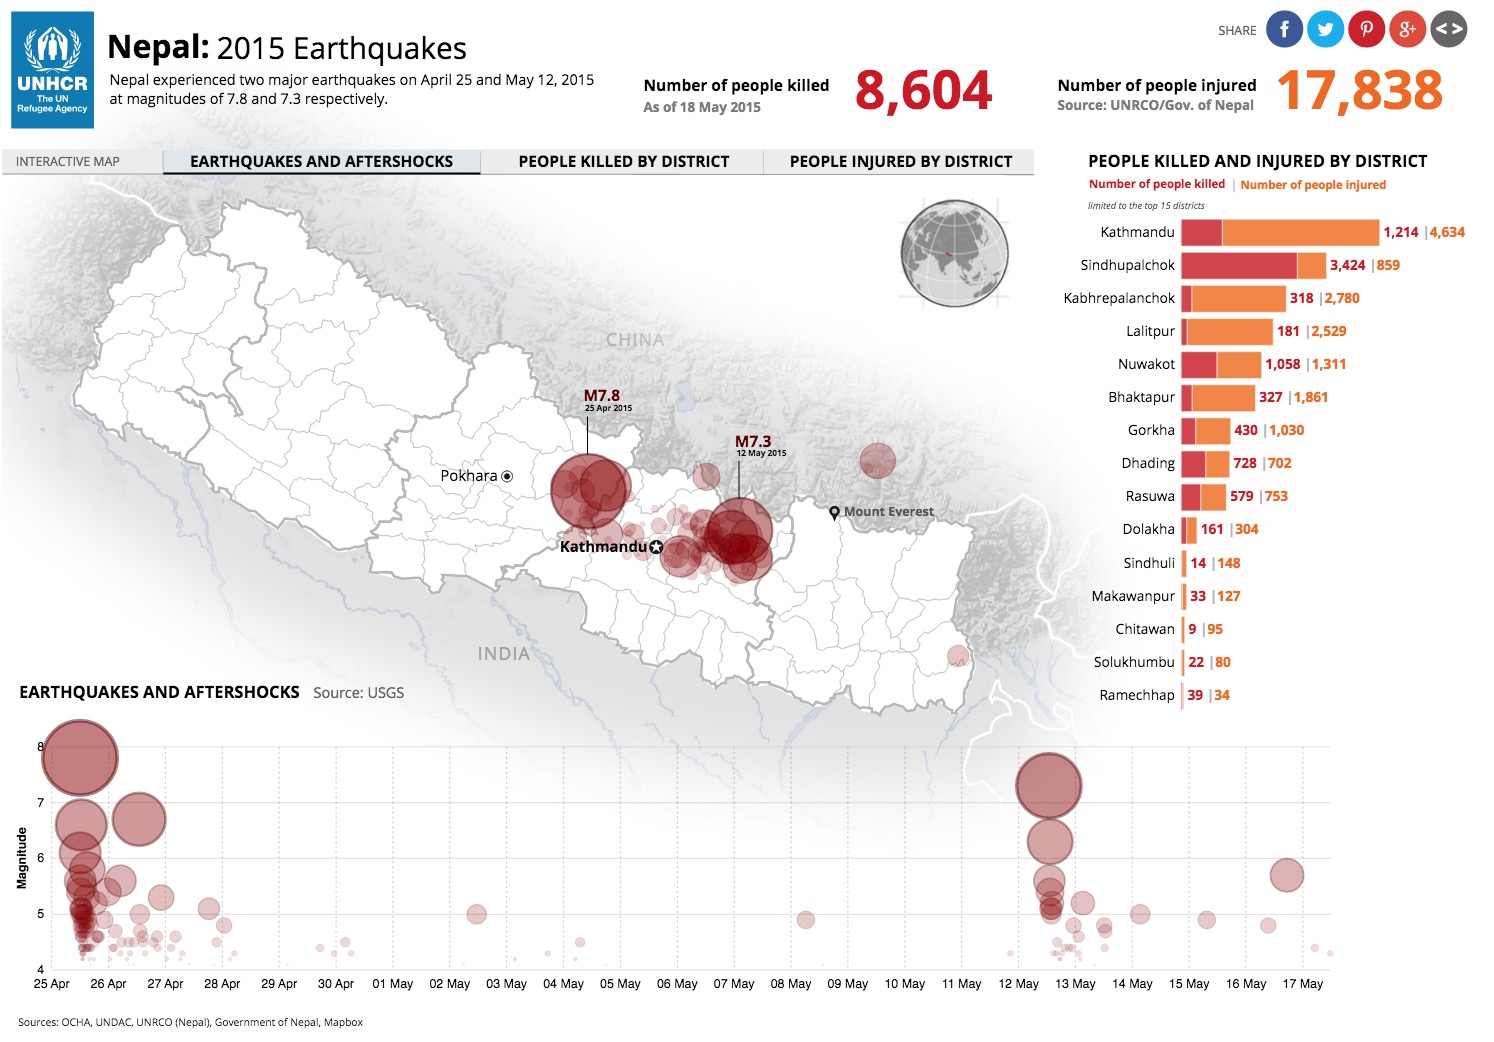 UNHCR
The UN
Refugee Agency
Nepal: 2015 Earthquakes
Nepal experienced two major earthquakes on April 25 and May 12, 2015
at magnitudes of 7.8 and 7.3 respectively.
Number of people killed
As of 18 May 2015
8,604
SHARE
f
g+
< >
Number of people injured
Source: UNRCO/Gov. of Nepal
17,838
INTERACTIVE MAP
EARTHQUAKES AND AFTERSHOCKS
PEOPLE KILLED BY DISTRICT
PEOPLE INJURED BY DISTRICT
CHINA
M7.8
25 Apr 2015
M7.3
12 May 2015
Pokhara
Mount Everest
Kathmandu
INDIA
PEOPLE KILLED AND INJURED BY DISTRICT
Number of people killed | Number of people injured
limited to the top 15 districts
Kathmandu 1,214 | 4,634
Sindhupalchok 3,424 | 859
Kabhrepalanchok 318 | 2,780
Lalitpur 181 | 2,529
Nuwakot 1,058 | 1,311
Bhaktapur 327 | 1,861
Gorkha 430 | 1,030
Dhading 728 | 702
Rasuwa 579 | 753
Dolakha 161 | 304
Sindhuli 14 | 148
Makawanpur 33 | 127
Chitawan 9 | 95
Solukhumbu 22 | 80
Ramechhap 39 | 34
EARTHQUAKES AND AFTERSHOCKS Source: USGS
Magnitude
8
7
6
5
4
25 Apr 26 Apr 27 Apr 28 Apr 29 Apr 30 Apr 01 May 02 May 03 May 04 May 05 May 06 May 07 May 08 May 09 May 10 May 11 May 12 May 13 May 14 May 15 May 16 May 17 May
Sources: OCHA, UNDAC, UNRCO (Nepal), Government of Nepal, Mapbox